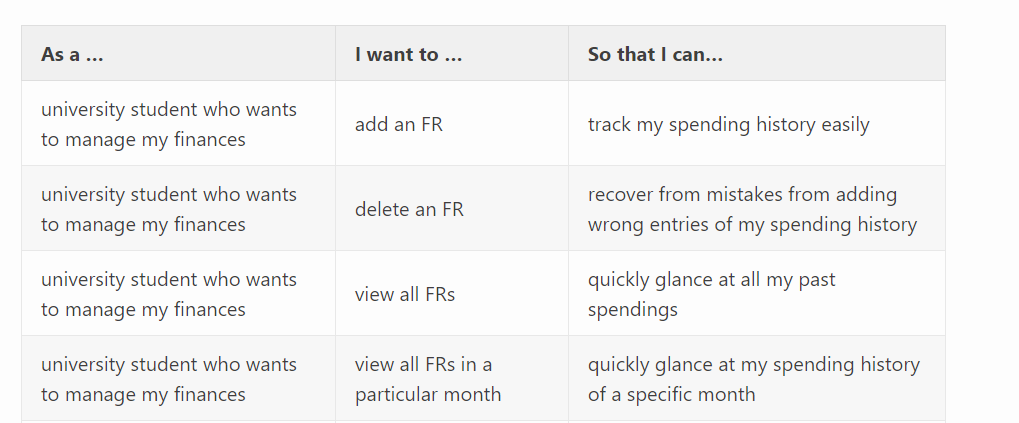 As a ...
I want to ...
So that I can...
university student who wants
to manage my finances
add an FR
track my spending history easily
university student who wants
to manage my finances
delete an FR
recover from mistakes from adding
wrong entries of my spending history
university student who wants
to manage my finances
view all FRs
quickly glance at all my past
spendings
university student who wants
to manage my finances
view all FRs in a
particular month
quickly glance at my spending history
of a specific month